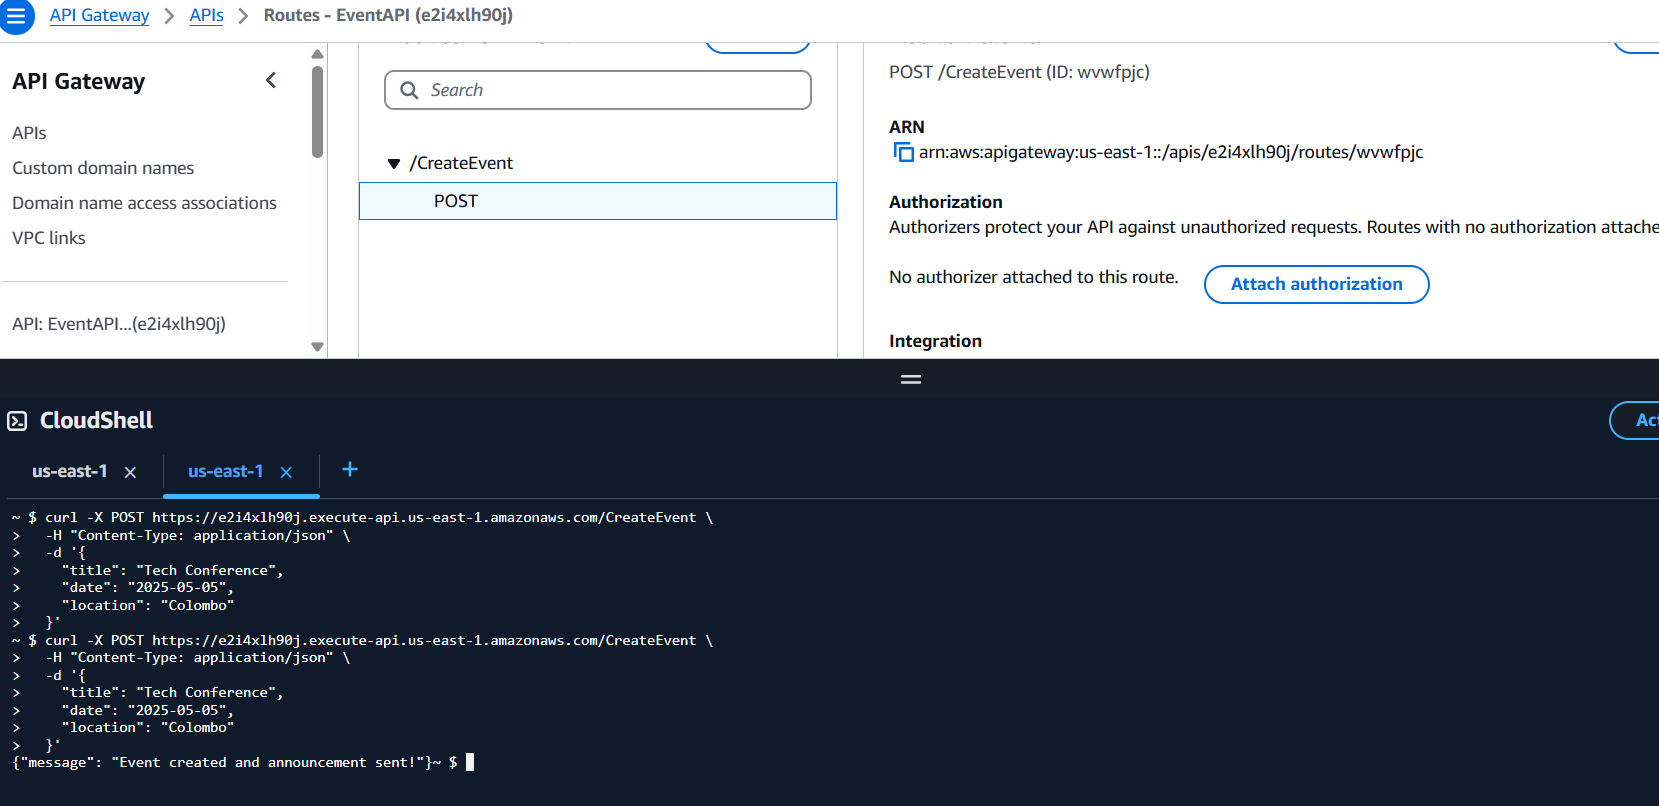 API Gateway > APIs > Routes - EventAPI (e2i4xlh90j)
API Gateway
APIs
Custom domain names
Domain name access associations
VPC links
API: EventAPI...(e2i4xlh90j)
Search
/CreateEvent
POST
POST /CreateEvent (ID: wvwfpjc)
ARN
arn:aws:apigateway:us-east-1::/apis/e2i4xlh90j/routes/wvwfpjc
Authorization
Authorizers protect your API against unauthorized requests. Routes with no authorization attache
No authorizer attached to this route.
Attach authorization
Integration
CloudShell
Act
us-east-1
us-east-1
~ $ curl -X POST https://e2i4xlh90j.execute-api.us-east-1.amazonaws.com/CreateEvent \
>   -H "Content-Type: application/json" \
>   -d '{
>     "title": "Tech Conference",
>     "date": "2025-05-05",
>     "location": "Colombo"
>   }'
~ $ curl -X POST https://e2i4xlh90j.execute-api.us-east-1.amazonaws.com/CreateEvent \
>   -H "Content-Type: application/json" \
>   -d '{
>     "title": "Tech Conference",
>     "date": "2025-05-05",
>     "location": "Colombo"
>   }'
{"message": "Event created and announcement sent!"}~ $